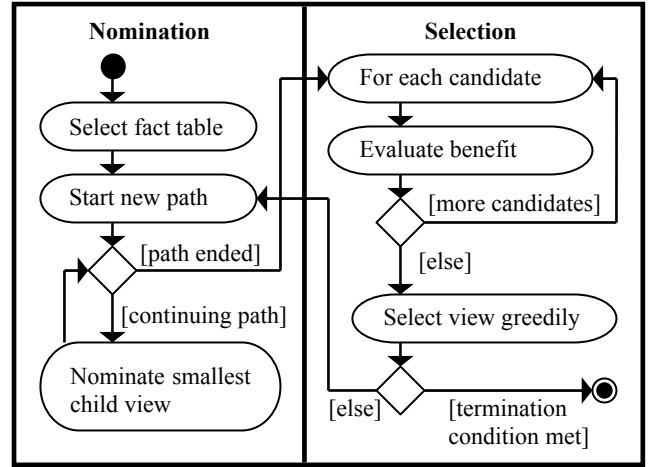 Nomination
Select fact table
Start new path
[path ended]
[continuing path]
Nominate smallest
child view
Selection
For each candidate
Evaluate benefit
[more candidates]
[else]
Select view greedily
[else]
[termination
condition met]